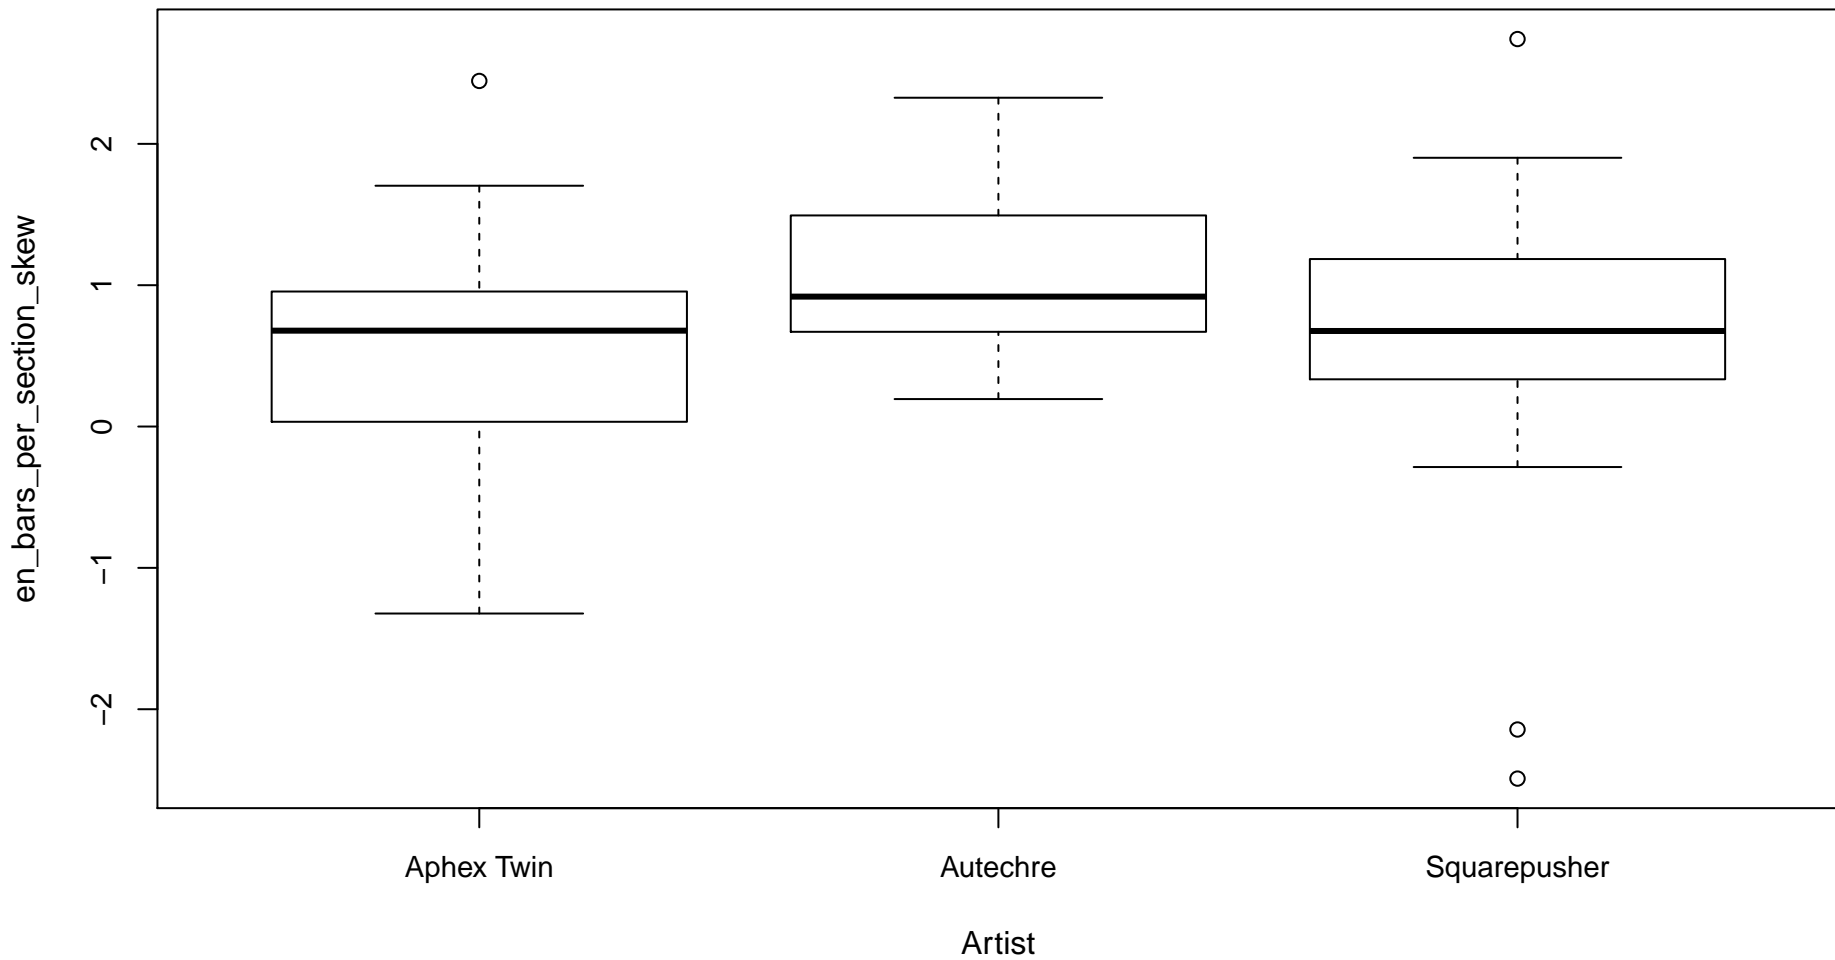 en_bars_per_section_skew
2
1
0
−1
−2
Aphex Twin
Autechre
Squarepusher
Artist